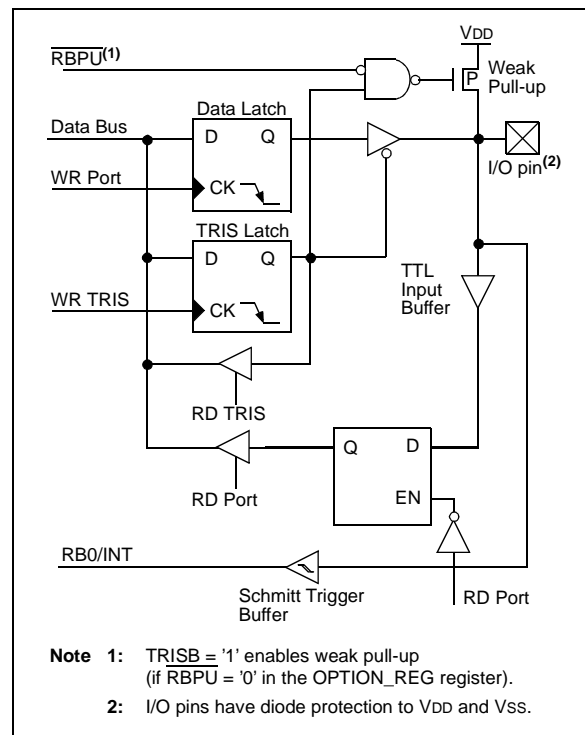 VDD
RBPU(1)
P
Weak
Pull-up
Data Latch
Data Bus
D
Q
I/O pin(2)
WR Port
CK
TRIS Latch
D
Q
TTL
Input
Buffer
WR TRIS
CK
RD TRIS
Q
D
RD Port
EN
RB0/INT
Schmitt Trigger
Buffer
RD Port
Note 1: TRISB = '1' enables weak pull-up
(if RBPU = '0' in the OPTION_REG register).
2: I/O pins have diode protection to VDD and VSS.